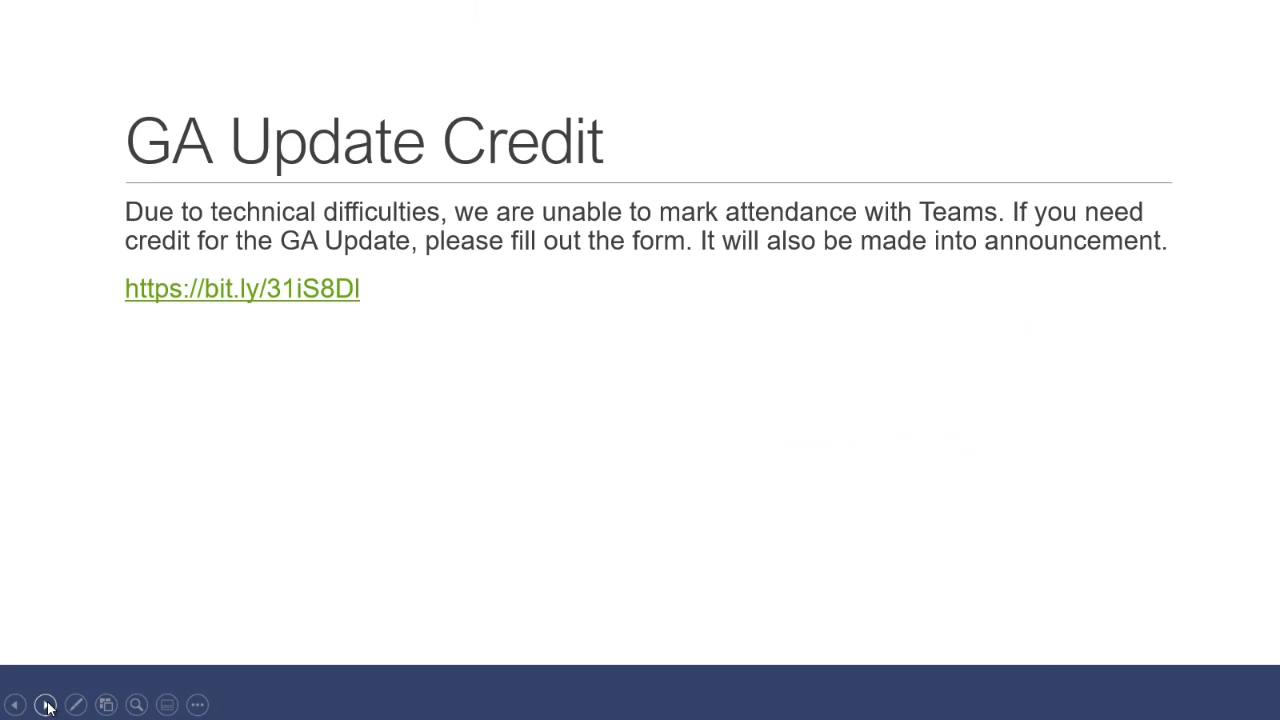 GA Update Credit
Due to technical difficulties, we are unable to mark attendance with Teams. If you need
credit for the GA Update, please fill out the form. It will also be made into announcement.
https://bit.ly/31iS8Dl